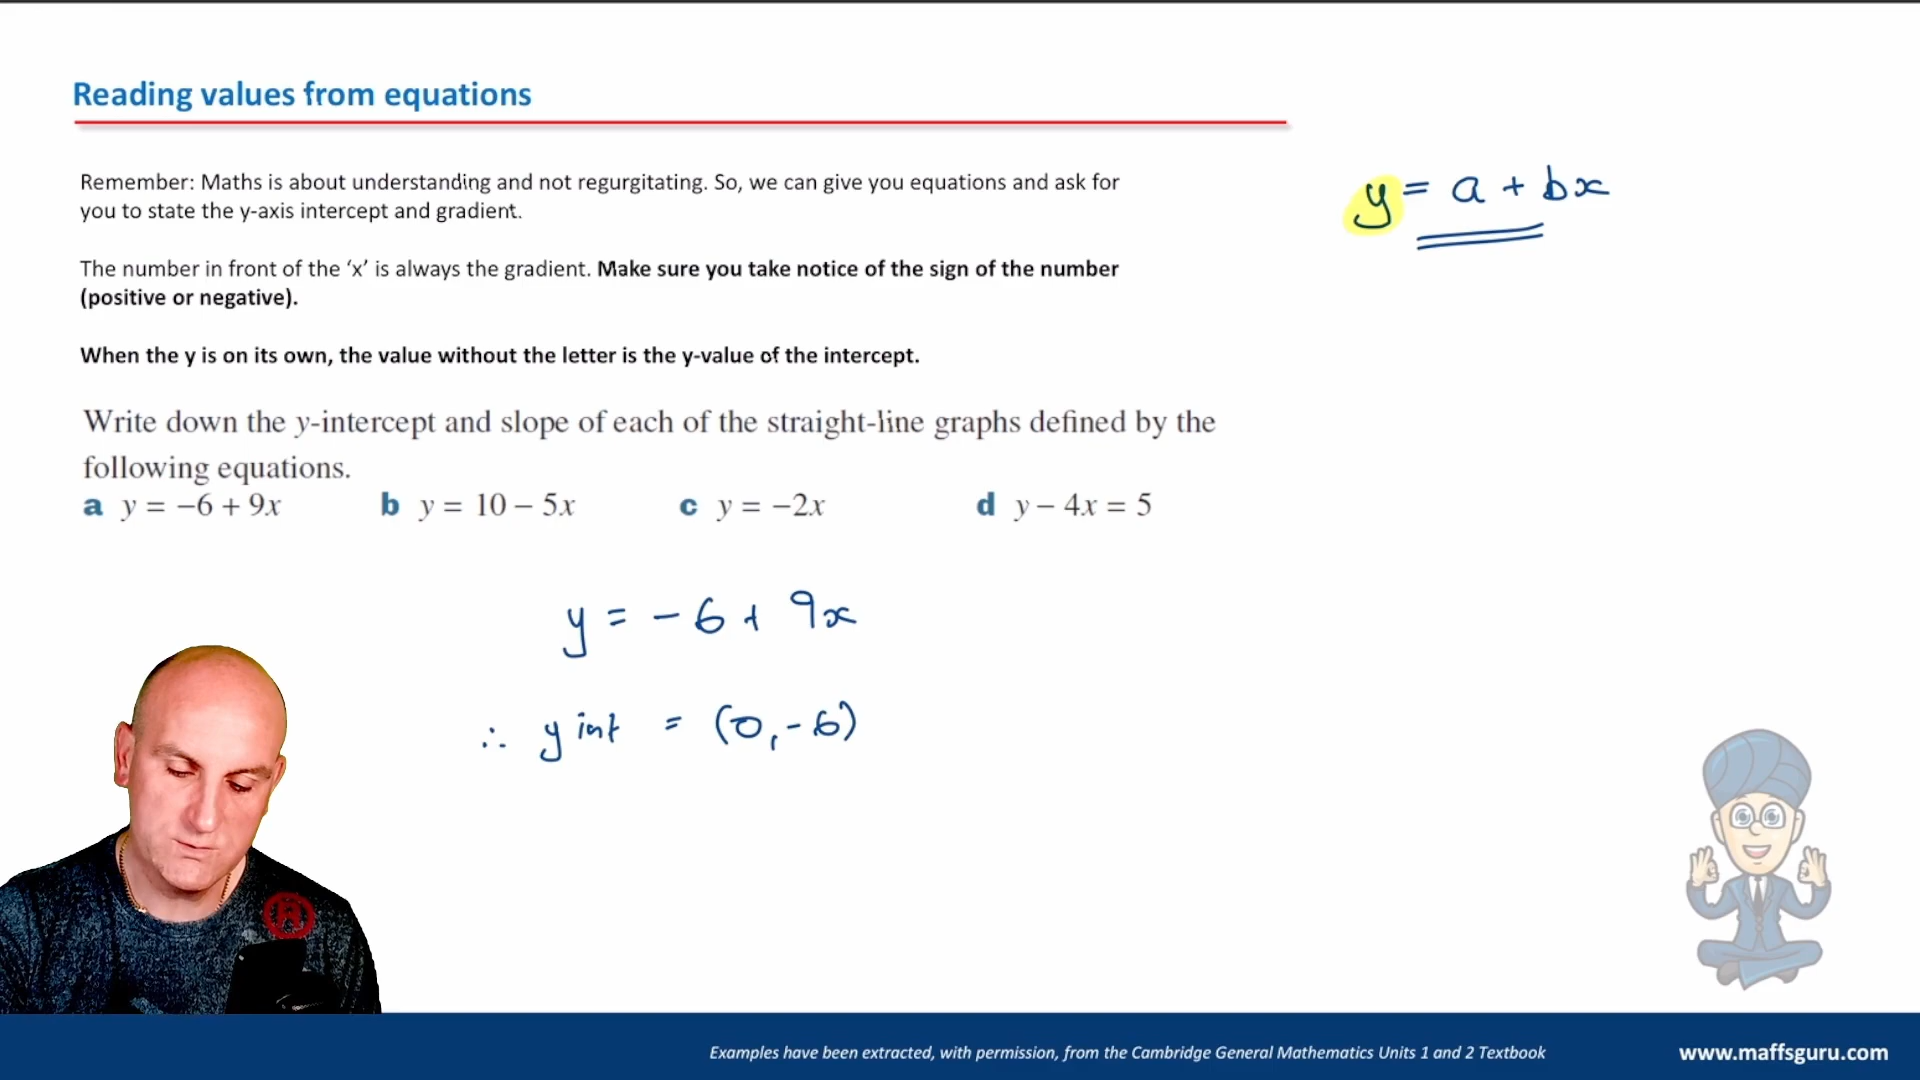 Reading values from equations
Remember: Maths is about understanding and not regurgitating. So, we can give you equations and ask for
you to state the y-axis intercept and gradient.
y = a + bx
The number in front of the ‘x’ is always the gradient. Make sure you take notice of the sign of the number
(positive or negative).
When the y is on its own, the value without the letter is the y-value of the intercept.
Write down the y-intercept and slope of each of the straight-line graphs defined by the
following equations.
a y = −6 + 9x b y = 10 − 5x c y = −2x d y − 4x = 5
y = - 6 + 9x
∴ y int = (0, -6)
Examples have been extracted, with permission, from the Cambridge General Mathematics Units 1 and 2 Textbook
www.maffsguru.com